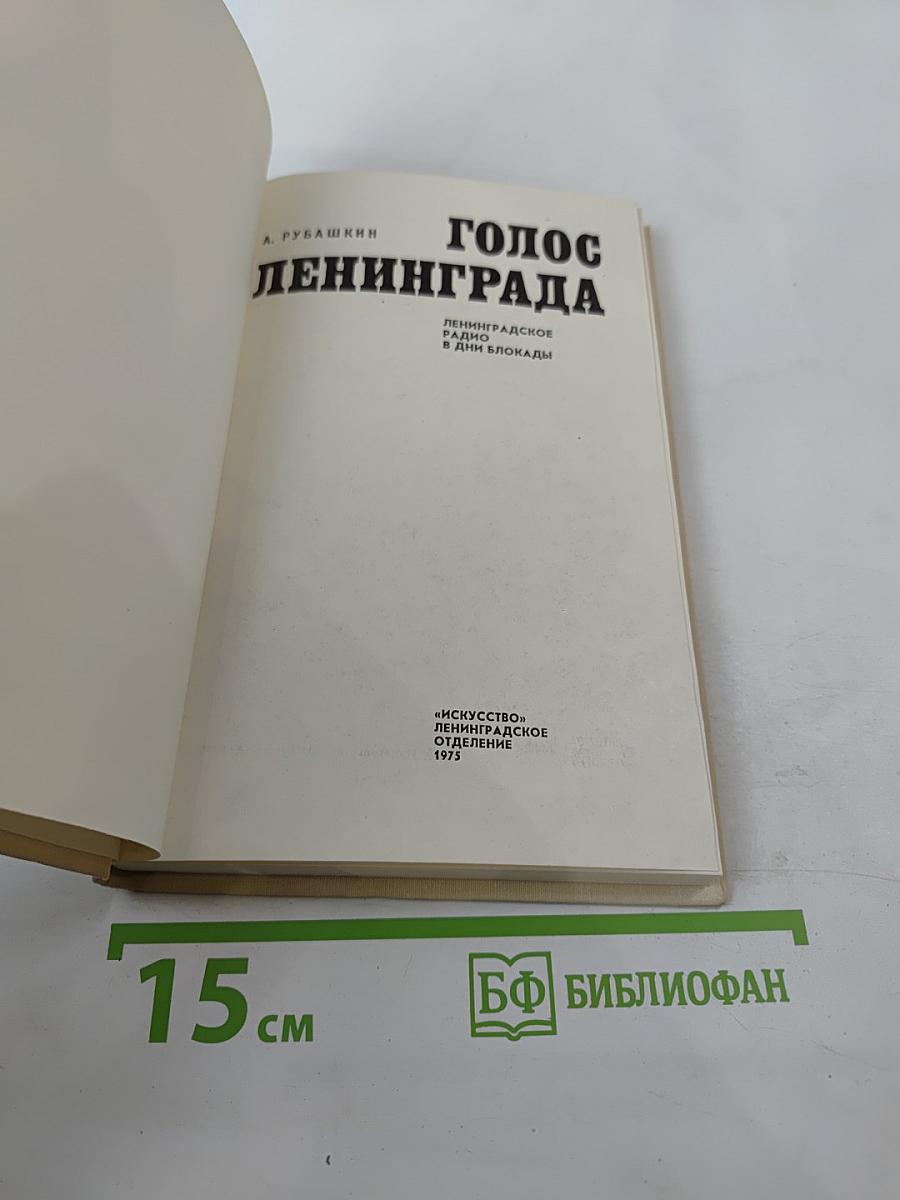 А. РУБАШКИН
ГОЛОС
ЛЕНИНГРАДА
ЛЕНИНГРАДСКОЕ
РАДИО
В ДНИ БЛОКАДЫ
«ИСКУССТВО»
ЛЕНИНГРАДСКОЕ
ОТДЕЛЕНИЕ
1975
15 см
БФ БИБЛИОФАН